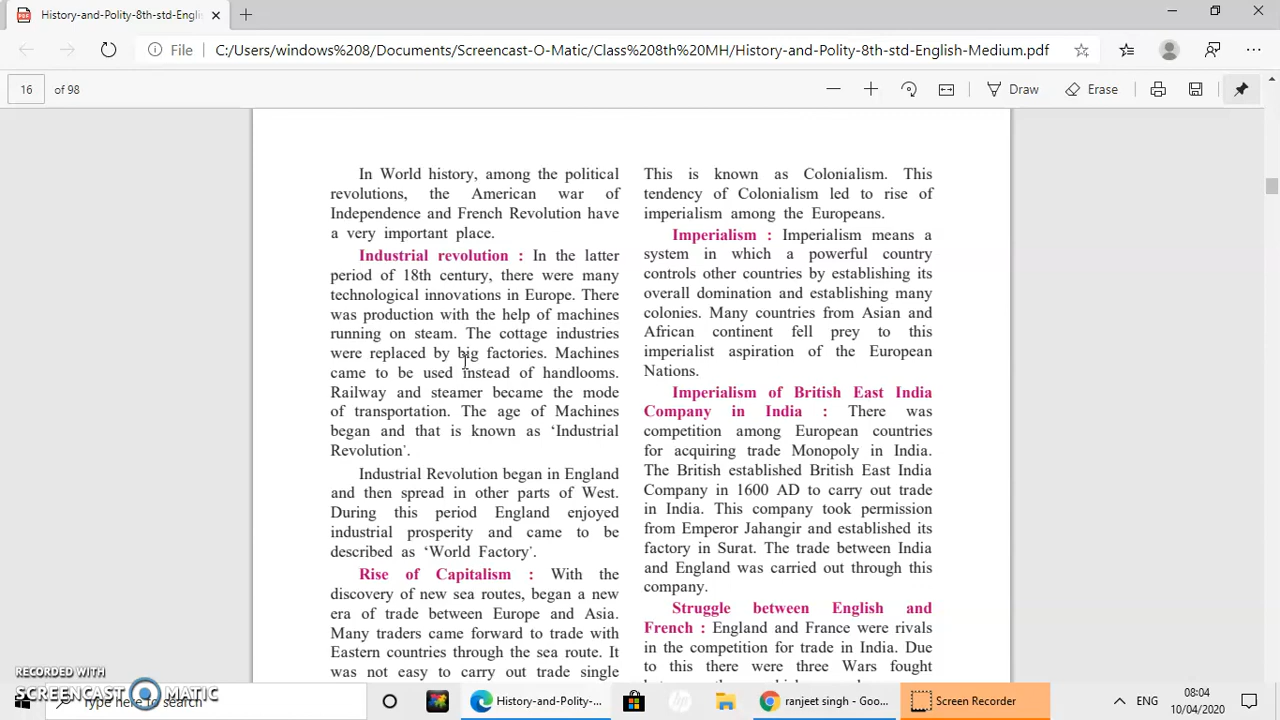 History-and-Polity-8th-std-Engli
File
C:/Users/windows%208/Documents/Screencast-O-Matic/Class%208th%20MH/History-and-Polity-8th-std-English-Medium.pdf
16 of 98
Draw
Erase
In World history, among the political
revolutions, the American war of
Independence and French Revolution have
a very important place.
Industrial revolution : In the latter
period of 18th century, there were many
technological innovations in Europe. There
was production with the help of machines
running on steam. The cottage industries
were replaced by big factories. Machines
came to be used instead of handlooms.
Railway and steamer became the mode
of transportation. The age of Machines
began and that is known as ‘Industrial
Revolution'.
Industrial Revolution began in England
and then spread in other parts of West.
During this period England enjoyed
industrial prosperity and came to be
described as ‘World Factory'.
Rise of Capitalism : With the
discovery of new sea routes, began a new
era of trade between Europe and Asia.
Many traders came forward to trade with
Eastern countries through the sea route. It
was not easy to carry out trade single
This is known as Colonialism. This
tendency of Colonialism led to rise of
imperialism among the Europeans.
Imperialism : Imperialism means a
system in which a powerful country
controls other countries by establishing its
overall domination and establishing many
colonies. Many countries from Asian and
African continent fell prey to this
imperialist aspiration of the European
Nations.
Imperialism of British East India
Company in India : There was
competition among European countries
for acquiring trade Monopoly in India.
The British established British East India
Company in 1600 AD to carry out trade
in India. This company took permission
from Emperor Jahangir and established its
factory in Surat. The trade between India
and England was carried out through this
company.
Struggle between English and
French : England and France were rivals
in the competition for trade in India. Due
to this there were three Wars fought
RECORDED WITH
SCREENCAST MATIC
Type here to search
History-and-Polity-...
ranjeet singh - Goo...
Screen Recorder
ENG
08:04
10/04/2020